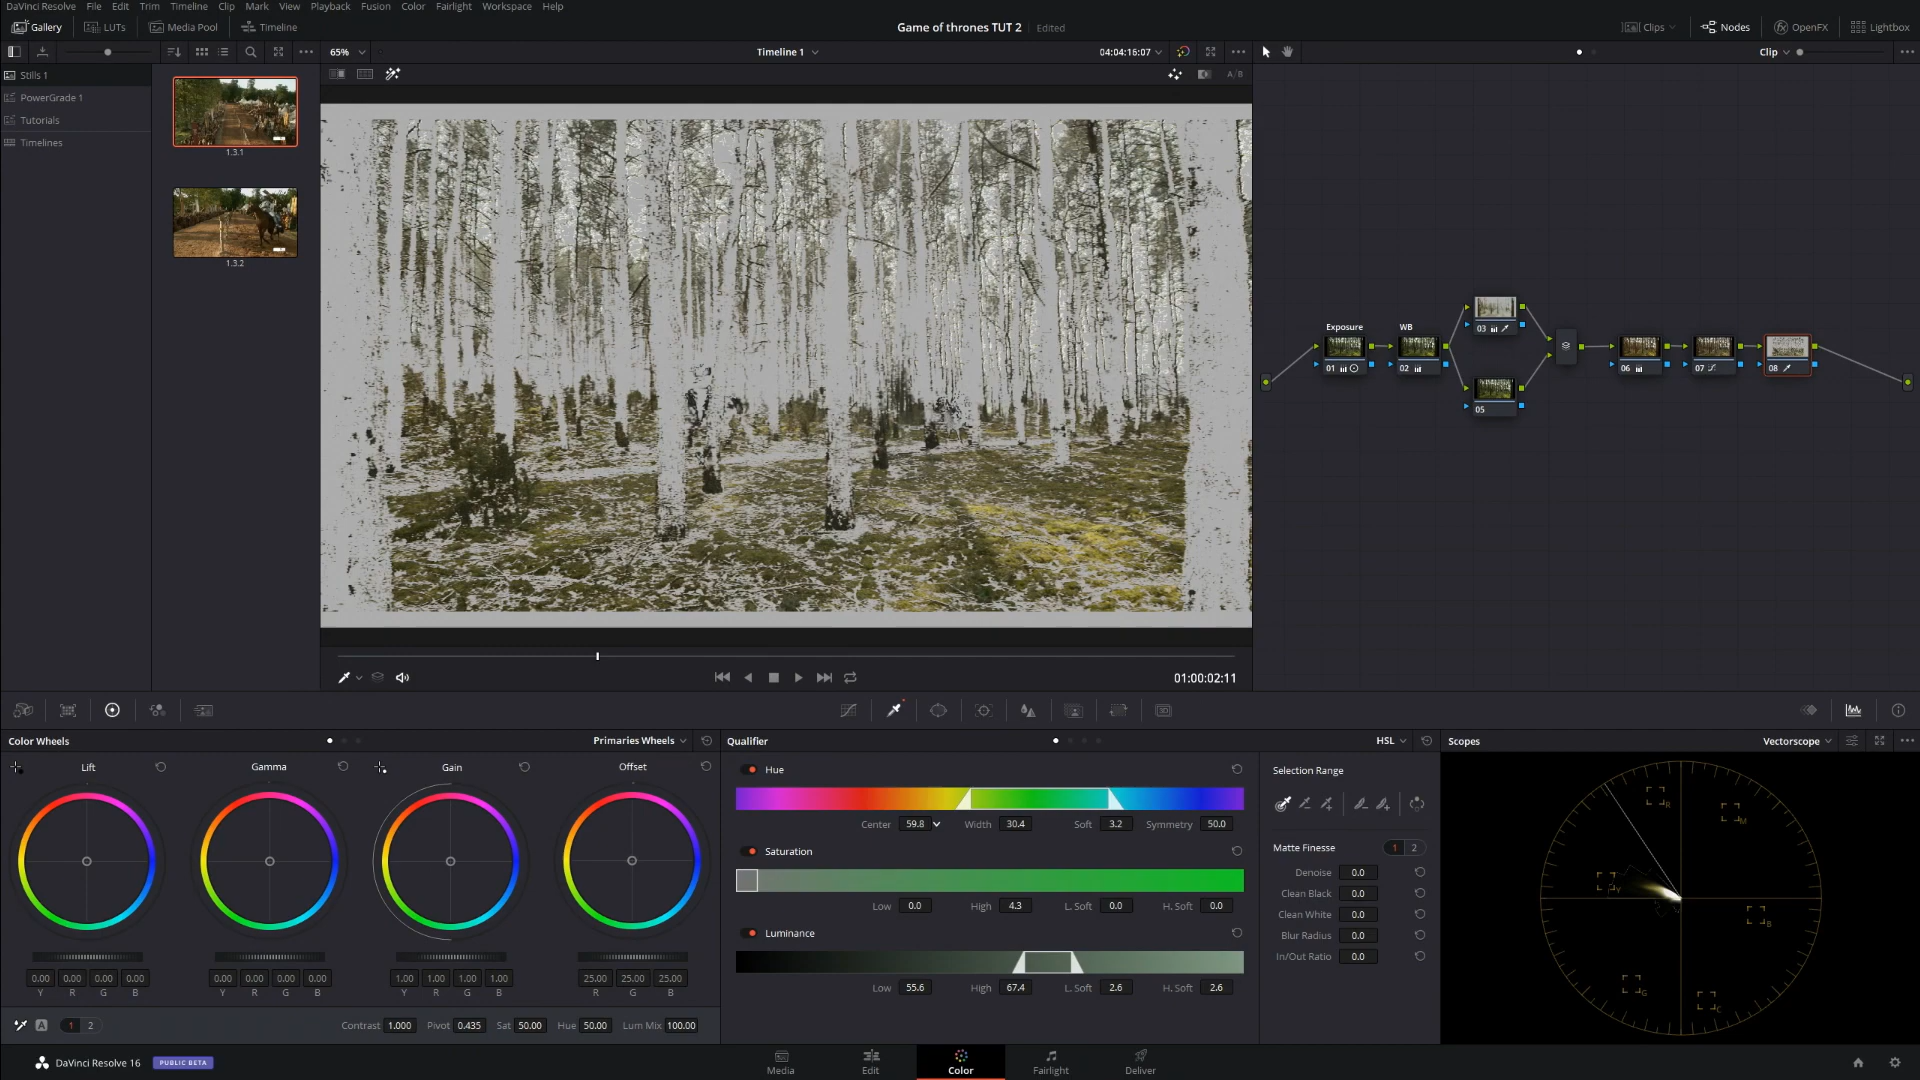 DaVinci Resolve File Edit Trim Timeline Clip Mark View Playback Fusion Color Fairlight Workspace Help
Gallery LUTs Media Pool Timeline Game of thrones TUT 2 Edited Clips Nodes OpenFX Lightbox
65% Timeline 1 04:04:16:07 Clip
A/B
Stills 1
PowerGrade 1
Tutorials
Timelines
1.3.1
1.3.2
Exposure WB
01 02 03 05 06 07 08
01:00:02:11
Color Wheels Primaries Wheels Qualifier HSL Scopes Vectorscope
Lift Gamma Gain Offset
0.00 0.00 0.00 0.00 0.00 0.00 0.00 0.00 1.00 1.00 1.00 1.00 25.00 25.00 25.00
Y R G B Y R G B Y R G B R G B
A 1 2 Contrast 1.000 Pivot 0.435 Sat 50.00 Hue 50.00 Lum Mix 100.00
Hue
Center 59.8 Width 30.4 Soft 3.2 Symmetry 50.0
Saturation
Low 0.0 High 4.3 L. Soft 0.0 H. Soft 0.0
Luminance
Low 55.6 High 67.4 L. Soft 2.6 H. Soft 2.6
Selection Range
Matte Finesse 1 2
Denoise 0.0
Clean Black 0.0
Clean White 0.0
Blur Radius 0.0
In/Out Ratio 0.0
R M Y B G C
DaVinci Resolve 16 PUBLIC BETA
Media Edit Color Fairlight Deliver